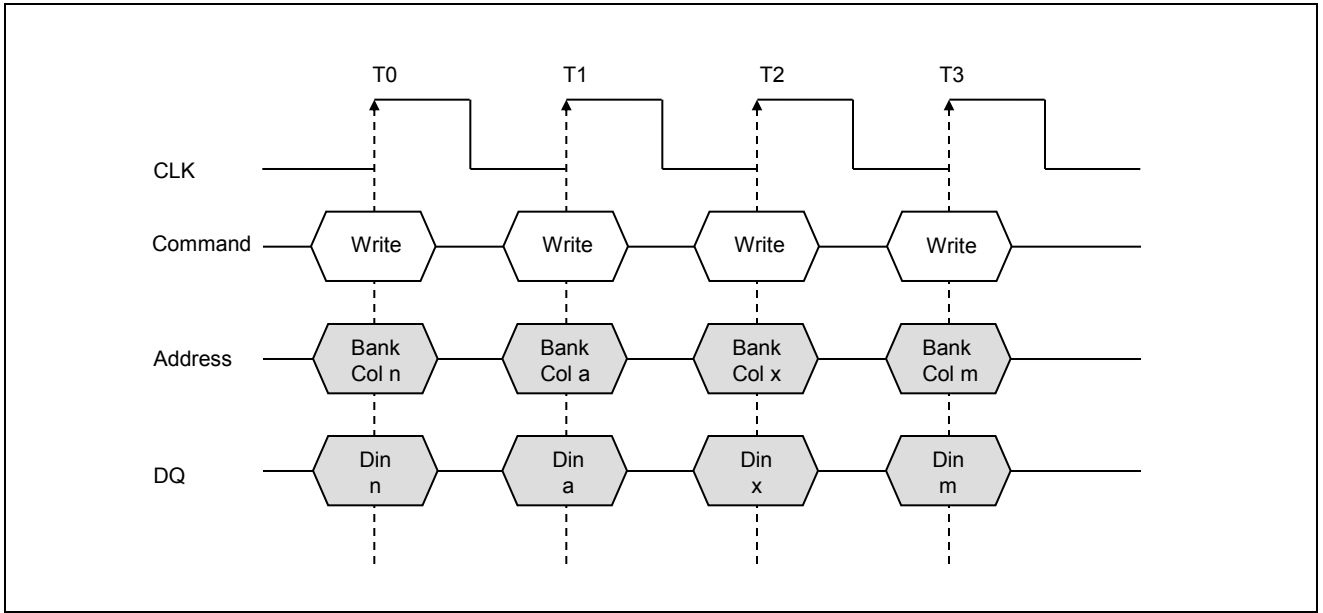 T0 T1 T2 T3
CLK
Command Write Write Write Write
Address Bank Bank Bank Bank
Col n Col a Col x Col m
DQ Din Din Din Din
n a x m